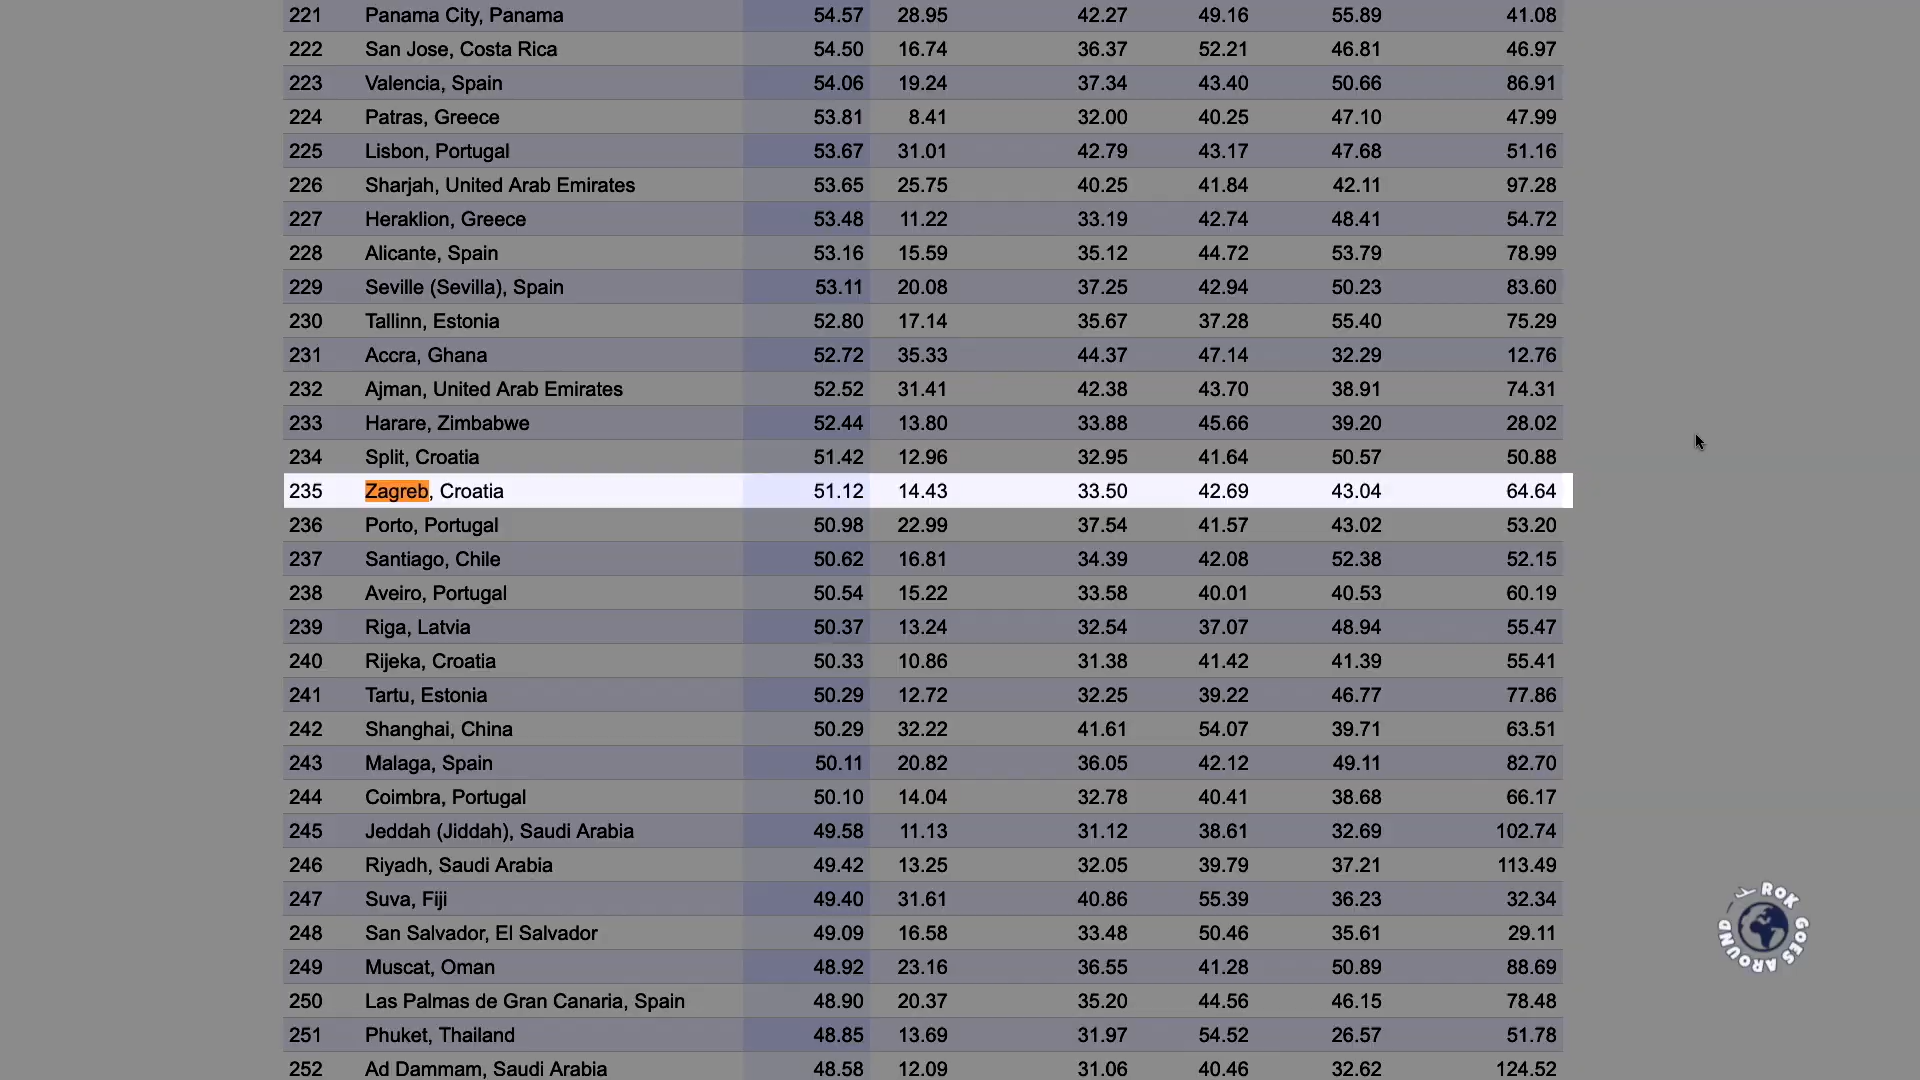 221 Panama City, Panama 54.57 28.95 42.27 49.16 55.89 41.08
222 San Jose, Costa Rica 54.50 16.74 36.37 52.21 46.81 46.97
223 Valencia, Spain 54.06 19.24 37.34 43.40 50.66 86.91
224 Patras, Greece 53.81 8.41 32.00 40.25 47.10 47.99
225 Lisbon, Portugal 53.67 31.01 42.79 43.17 47.68 51.16
226 Sharjah, United Arab Emirates 53.65 25.75 40.25 41.84 42.11 97.28
227 Heraklion, Greece 53.48 11.22 33.19 42.74 48.41 54.72
228 Alicante, Spain 53.16 15.59 35.12 44.72 53.79 78.99
229 Seville (Sevilla), Spain 53.11 20.08 37.25 42.94 50.23 83.60
230 Tallinn, Estonia 52.80 17.14 35.67 37.28 55.40 75.29
231 Accra, Ghana 52.72 35.33 44.37 47.14 32.29 12.76
232 Ajman, United Arab Emirates 52.52 31.41 42.38 43.70 38.91 74.31
233 Harare, Zimbabwe 52.44 13.80 33.88 45.66 39.20 28.02
234 Split, Croatia 51.42 12.96 32.95 41.64 50.57 50.88
235 Zagreb, Croatia 51.12 14.43 33.50 42.69 43.04 64.64
236 Porto, Portugal 50.98 22.99 37.54 41.57 43.02 53.20
237 Santiago, Chile 50.62 16.81 34.39 42.08 52.38 52.15
238 Aveiro, Portugal 50.54 15.22 33.58 40.01 40.53 60.19
239 Riga, Latvia 50.37 13.24 32.54 37.07 48.94 55.47
240 Rijeka, Croatia 50.33 10.86 31.38 41.42 41.39 55.41
241 Tartu, Estonia 50.29 12.72 32.25 39.22 46.77 77.86
242 Shanghai, China 50.29 32.22 41.61 54.07 39.71 63.51
243 Malaga, Spain 50.11 20.82 36.05 42.12 49.11 82.70
244 Coimbra, Portugal 50.10 14.04 32.78 40.41 38.68 66.17
245 Jeddah (Jiddah), Saudi Arabia 49.58 11.13 31.12 38.61 32.69 102.74
246 Riyadh, Saudi Arabia 49.42 13.25 32.05 39.79 37.21 113.49
247 Suva, Fiji 49.40 31.61 40.86 55.39 36.23 32.34
248 San Salvador, El Salvador 49.09 16.58 33.48 50.46 35.61 29.11
249 Muscat, Oman 48.92 23.16 36.55 41.28 50.89 88.69
250 Las Palmas de Gran Canaria, Spain 48.90 20.37 35.20 44.56 46.15 78.48
251 Phuket, Thailand 48.85 13.69 31.97 54.52 26.57 51.78
252 Ad Dammam, Saudi Arabia 48.58 12.09 31.06 40.46 32.62 124.52
ROK GOES AROUND